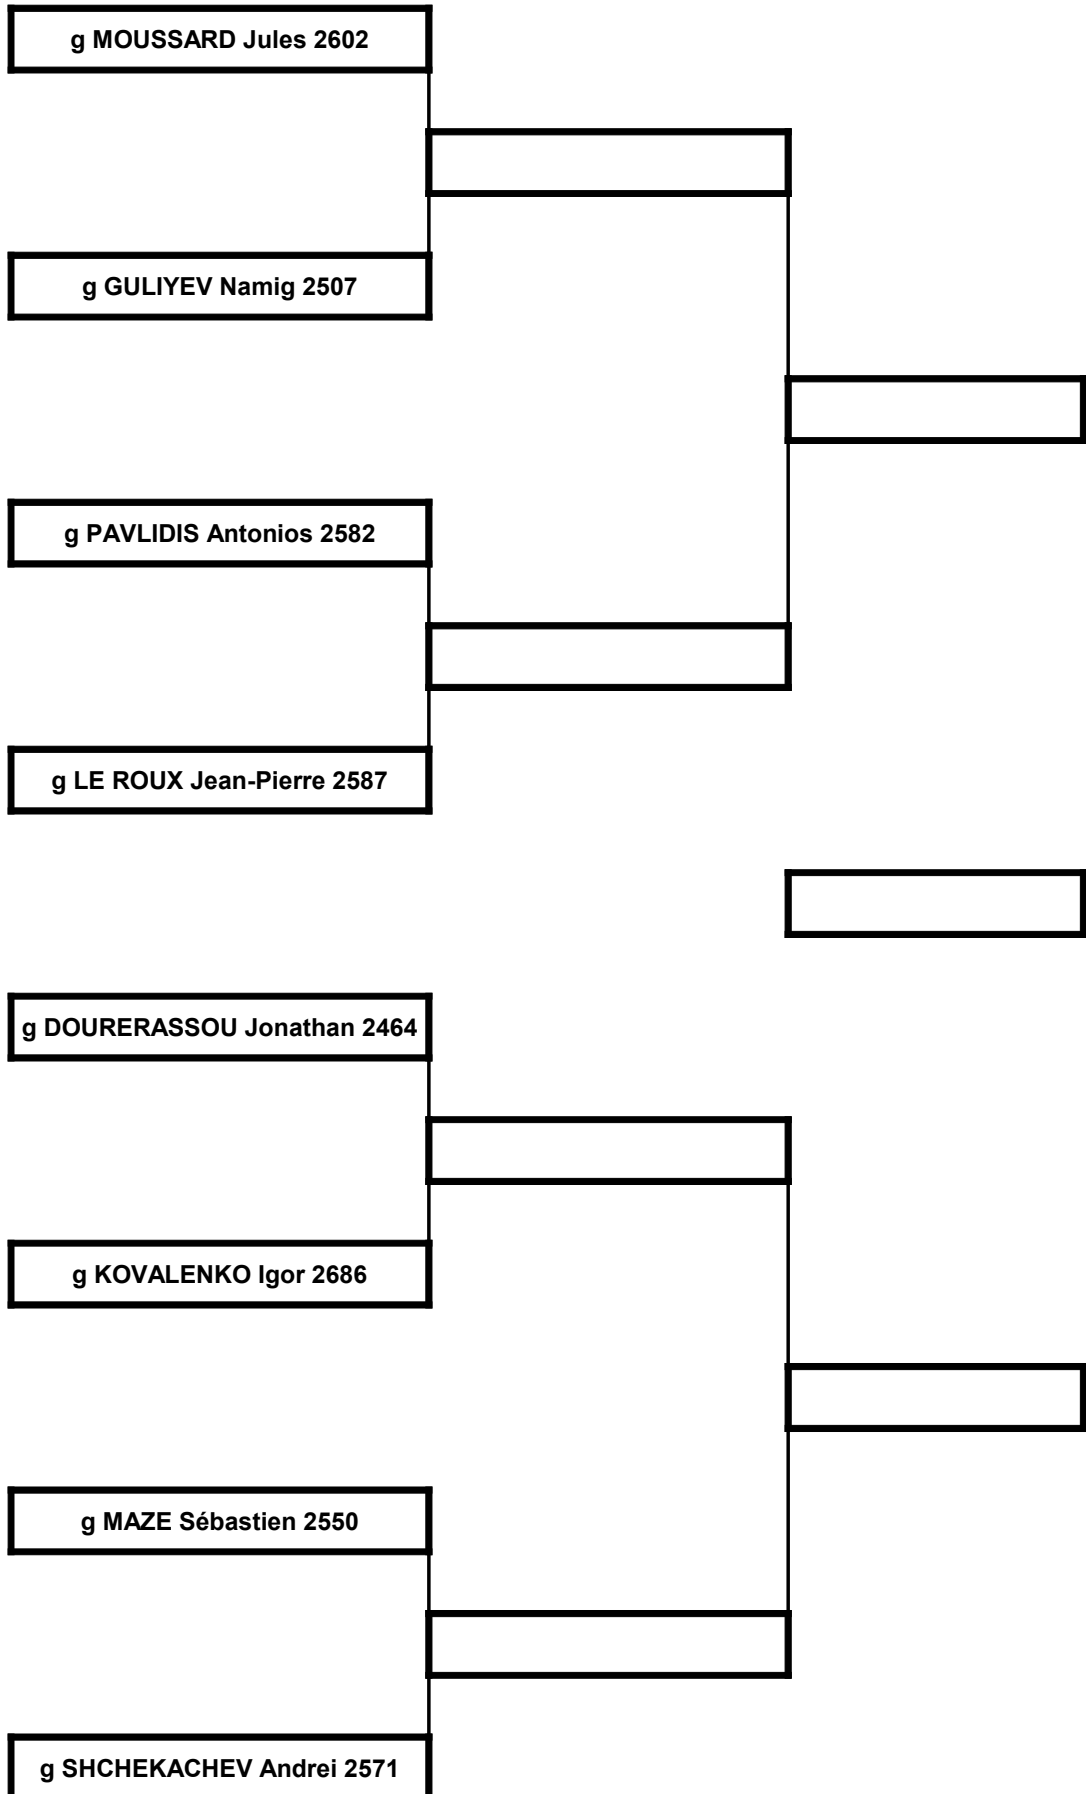 g MOUSSARD Jules 2602
g GULIYEV Namig 2507
g PAVLIDIS Antonios 2582
g LE ROUX Jean-Pierre 2587
g DOURERASSOU Jonathan 2464
g KOVALENKO Igor 2686
g MAZE Sébastien 2550
g SHCHEKACHEV Andrei 2571